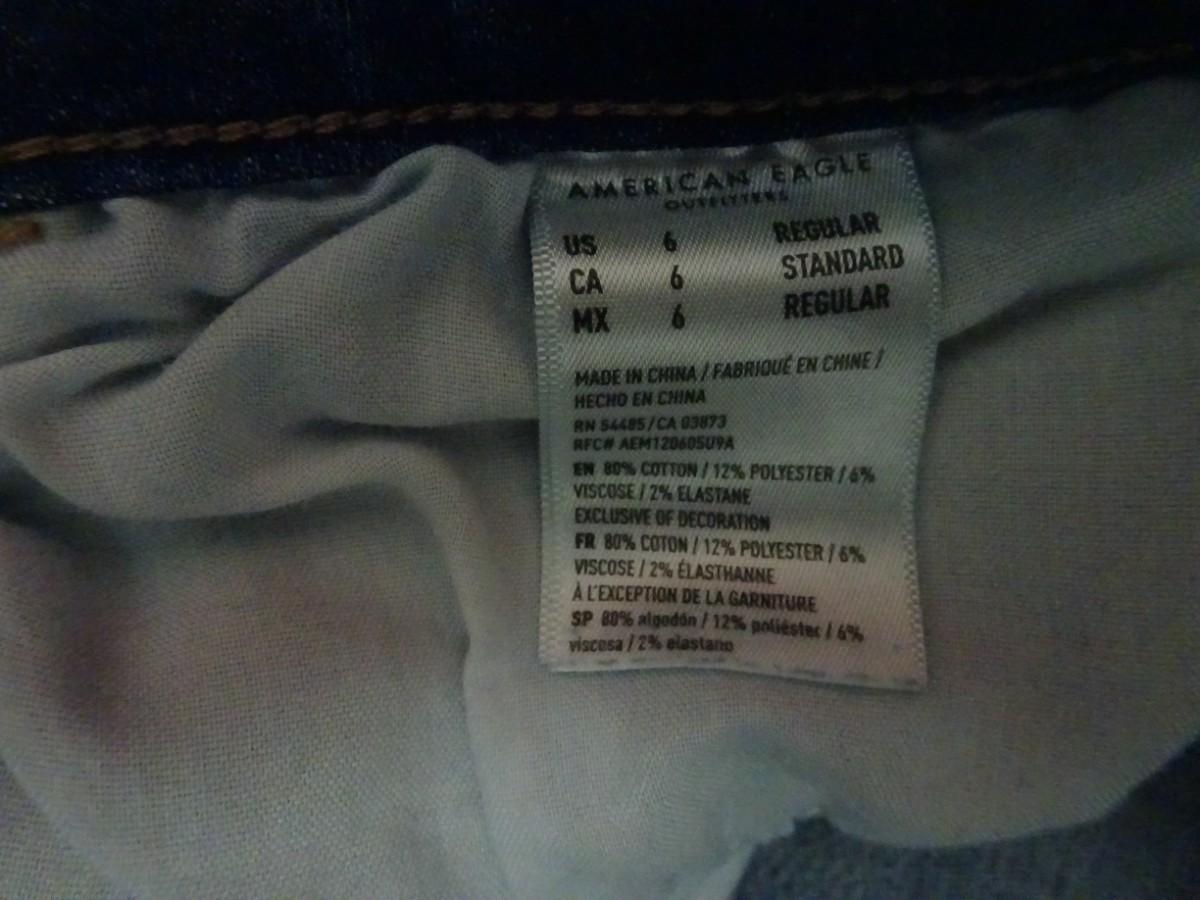 AMERICAN EAGLE
OUTFITTERS
US 6 REGULAR
CA 6 STANDARD
MX 6 REGULAR
MADE IN CHINA / FABRIQUÉ EN CHINE /
HECHO EN CHINA
RN 54485/CA 03873
RFC# AEM120605U9A
EN 80% COTTON / 12% POLYESTER / 6%
VISCOSE / 2% ELASTANE
EXCLUSIVE OF DECORATION
FR 80% COTON / 12% POLYESTER / 6%
VISCOSE / 2% ÉLASTHANNE
À L'EXCEPTION DE LA GARNITURE
SP 80% algodón / 12% poliéster / 6%
viscosa / 2% elastano